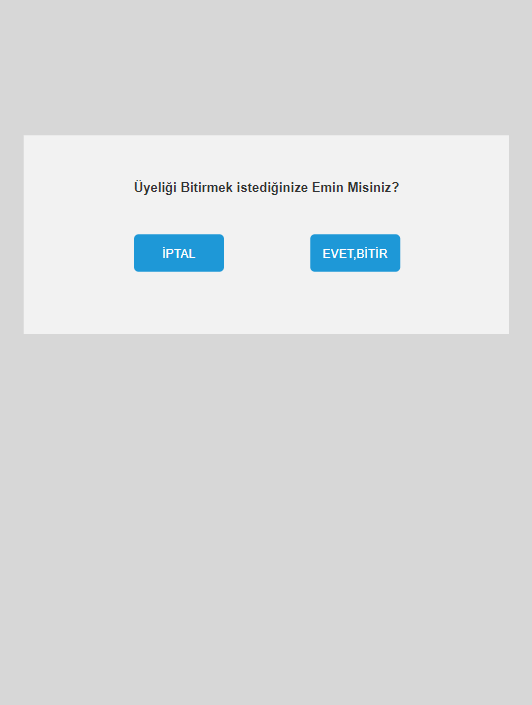 Üyeliği Bitirmek istediğinize Emin Misiniz?
İPTAL
EVET,BİTİR